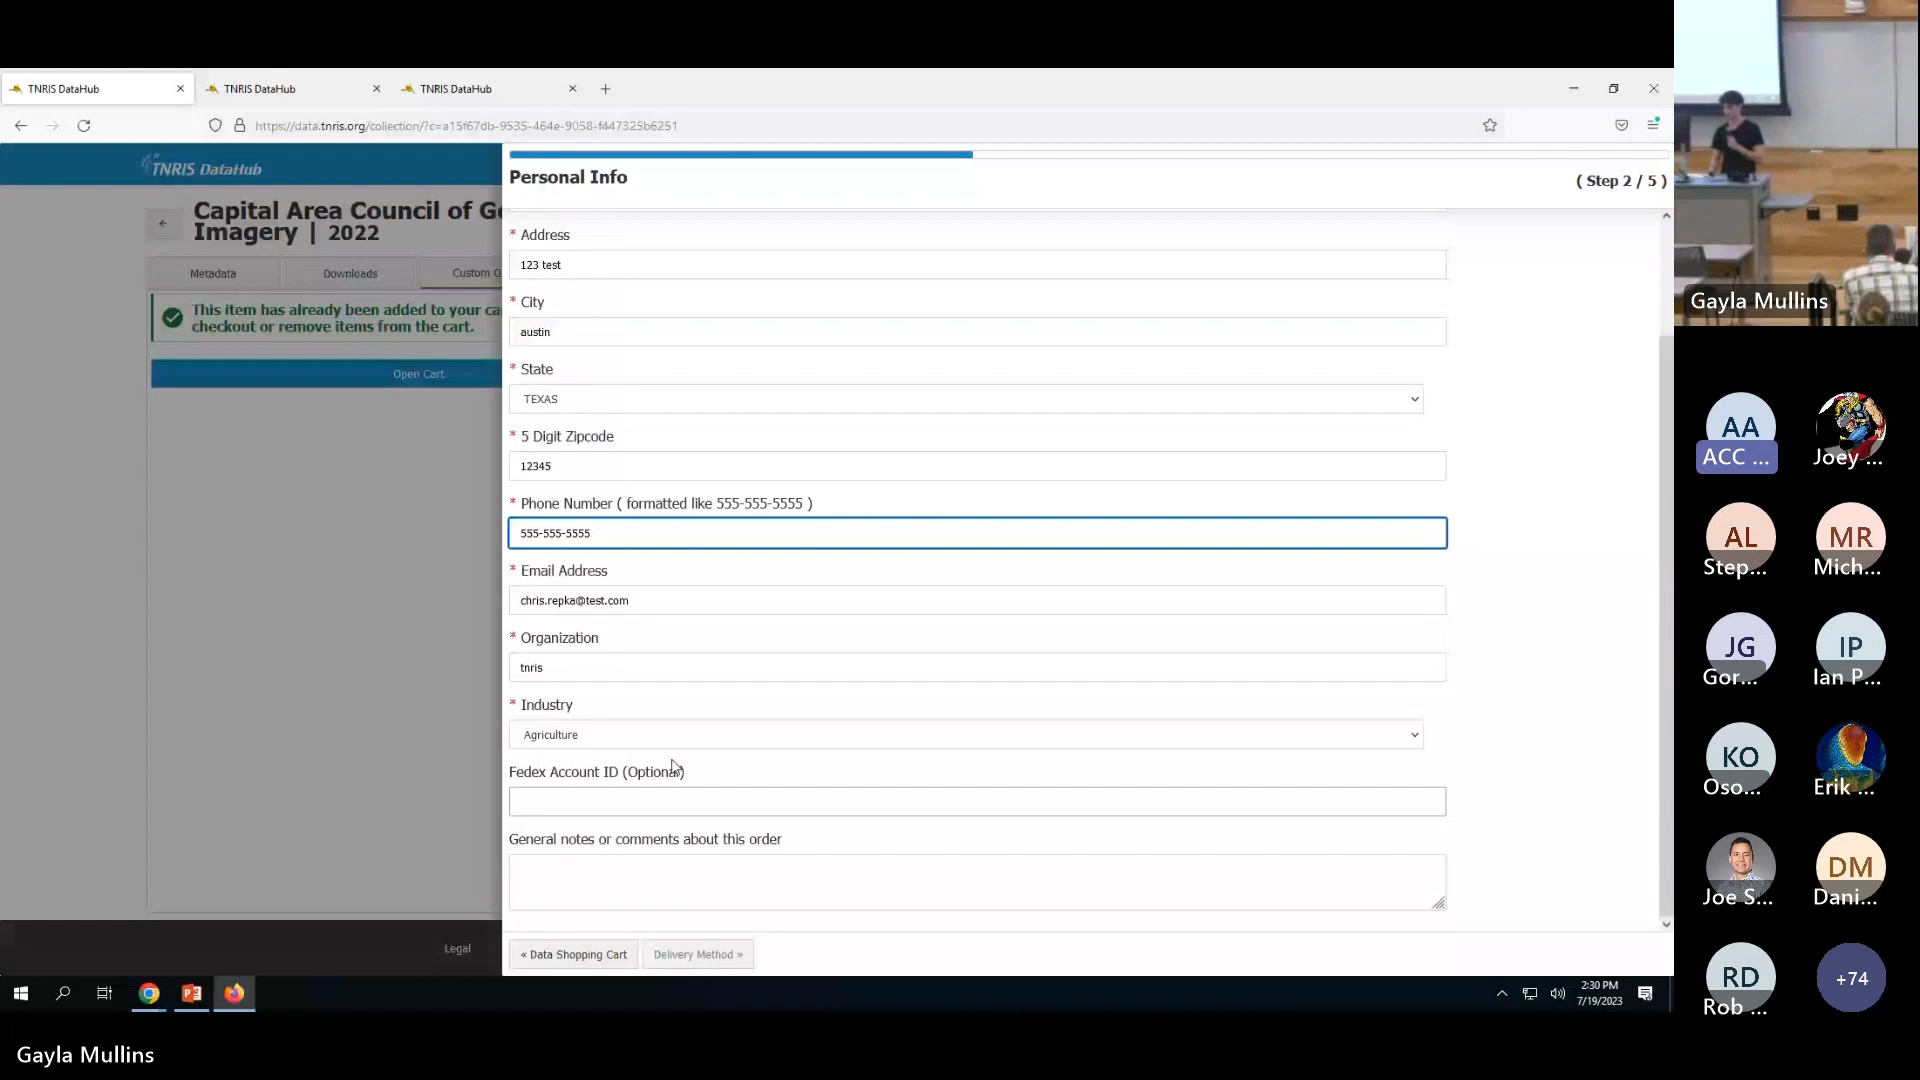 TNRIS DataHub
TNRIS DataHub
TNRIS DataHub
https://data.tnris.org/collection/?c=a15f67db-9535-464e-9058-f447325b6251
TNRIS DataHub
Capital Area Council of Go
Imagery | 2022
Metadata
Downloads
Custom O
This item has already been added to your ca
checkout or remove items from the cart.
Open Cart
Legal
Personal Info
( Step 2 / 5 )
* Address
123 test
* City
austin
* State
TEXAS
* 5 Digit Zipcode
12345
* Phone Number ( formatted like 555-555-5555 )
555-555-5555
* Email Address
chris.repka@test.com
* Organization
tnris
* Industry
Agriculture
Fedex Account ID (Optional)
General notes or comments about this order
« Data Shopping Cart
Delivery Method »
2:30 PM
7/19/2023
Gayla Mullins
Gayla Mullins
AA
ACC ...
Joey ...
AL
Step...
MR
Mich...
JG
Gor...
IP
Ian P...
KO
Oso...
Erik ...
Joe S...
DM
Dani...
RD
Rob ...
+74